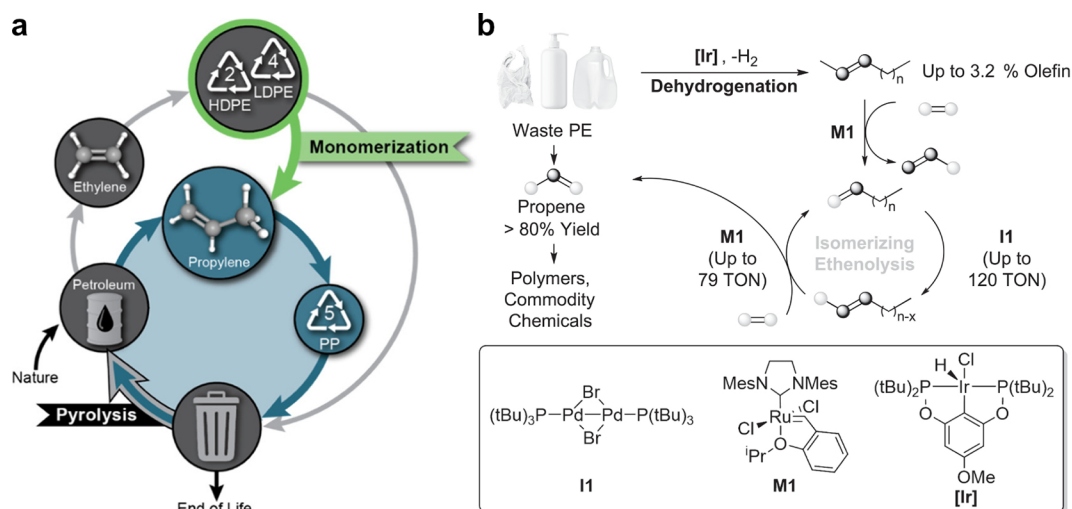 a
2
HDPE
4
LDPE
Monomerization
Ethylene
Propylene
Petroleum
5
PP
Nature
Pyrolysis
End of Life
b
Waste PE
Propene
> 80% Yield
Polymers,
Commodity
Chemicals
[Ir] , -H2
Dehydrogenation
n
Up to 3.2 % Olefin
M1
n
M1
(Up to
79 TON)
Isomerizing
Ethenolysis
I1
(Up to
120 TON)
n-x
Br
(tBu)3P-Pd-Pd-P(tBu)3
Br
I1
MesN NMes
Cl
Ru
Cl
O
iPr
M1
H Cl
(tBu)2P-Ir-P(tBu)2
O O
OMe
[Ir]